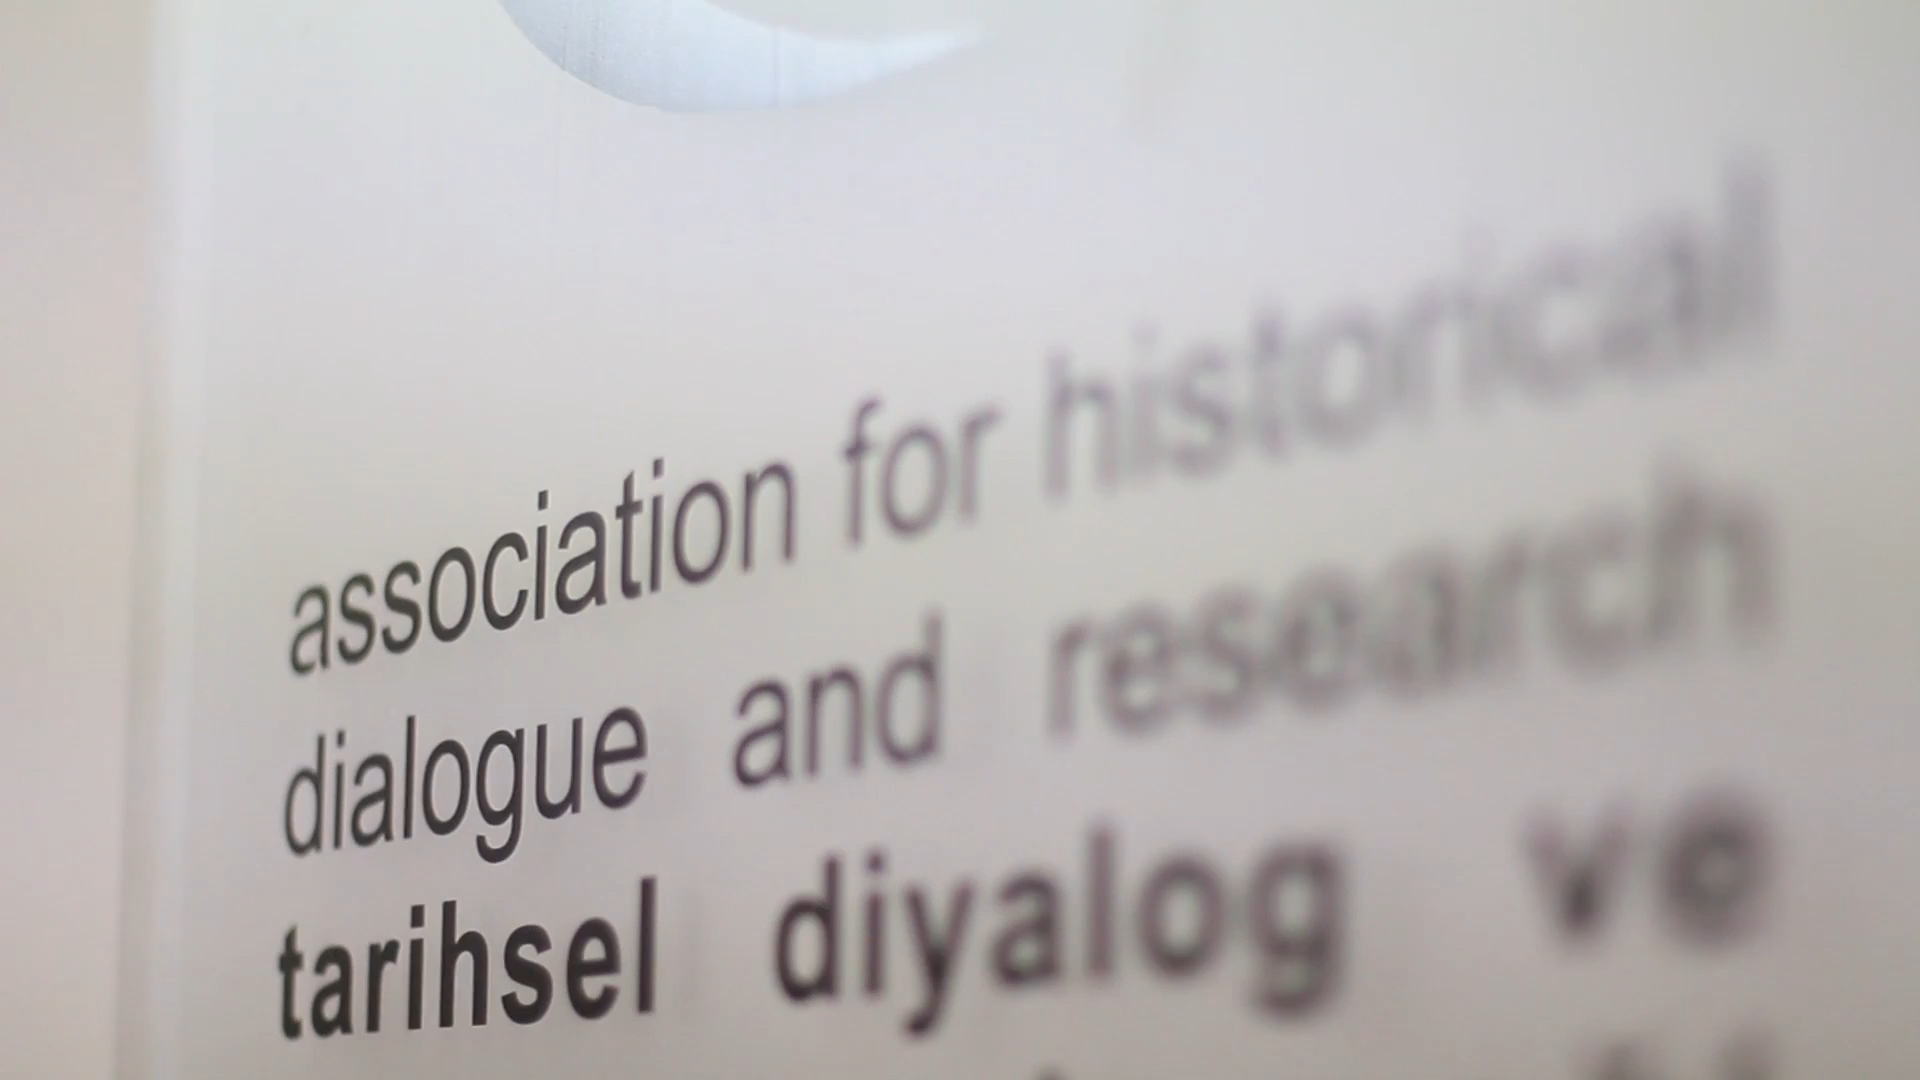 association for historical
dialogue and research
tarihsel diyalog ve